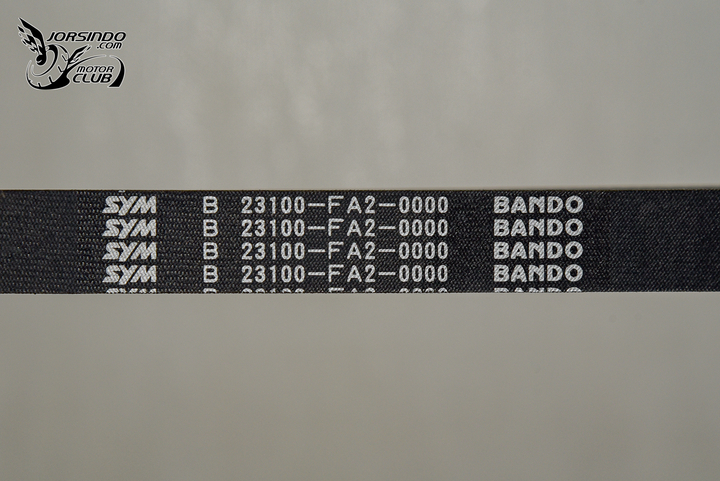 JORSINDO
.com
MOTOR
CLUB
SYM B 23100-FA2-0000 BANDO
SYM B 23100-FA2-0000 BANDO
SYM B 23100-FA2-0000 BANDO
SYM B 23100-FA2-0000 BANDO